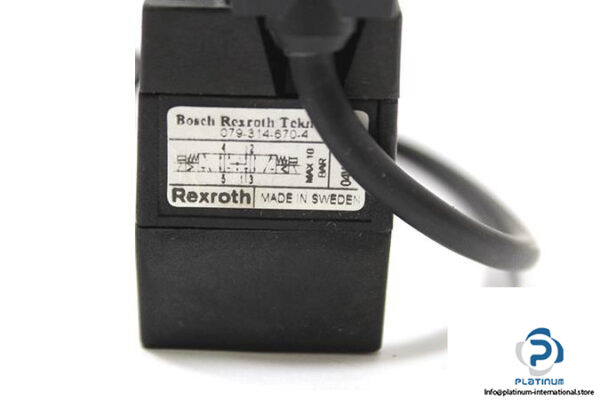 Bosch Rexroth
079-314-670-4
4 2
5 1 3
MAX 10
BAR
Rexroth
MADE IN SWEDEN
PLATINUM
info@platinum-international.store